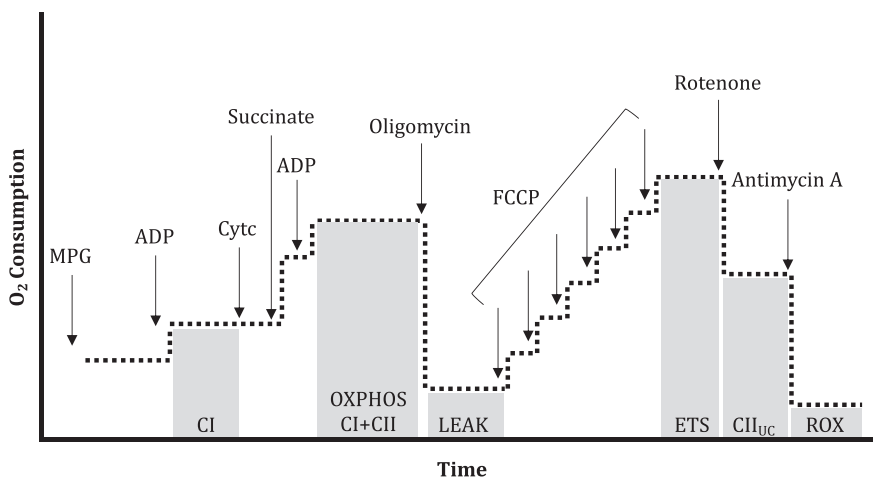 Rotenone
Succinate
Oligomycin
ADP
Antimycin A
FCCP
Cytc
ADP
MPG
O₂ Consumption
OXPHOS
CI+CII
CI
LEAK
ETS
CII_UC
ROX
Time